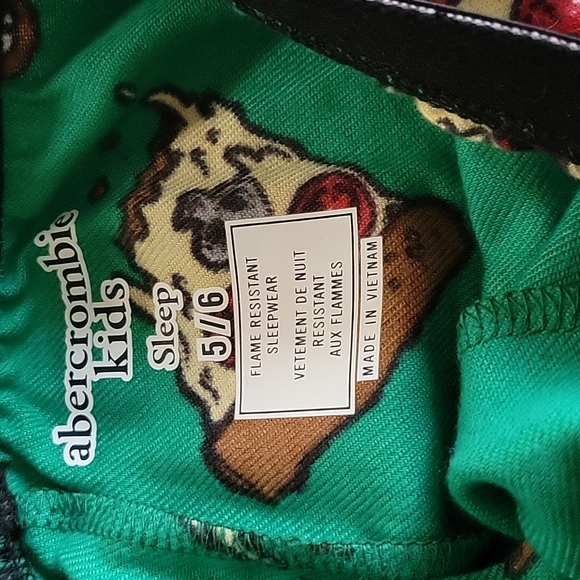 abercrombie
kids
Sleep
5//6
FLAME RESISTANT
SLEEPWEAR
VETEMENT DE NUIT
RESISTANT
AUX FLAMMES
MADE IN VIETNAM